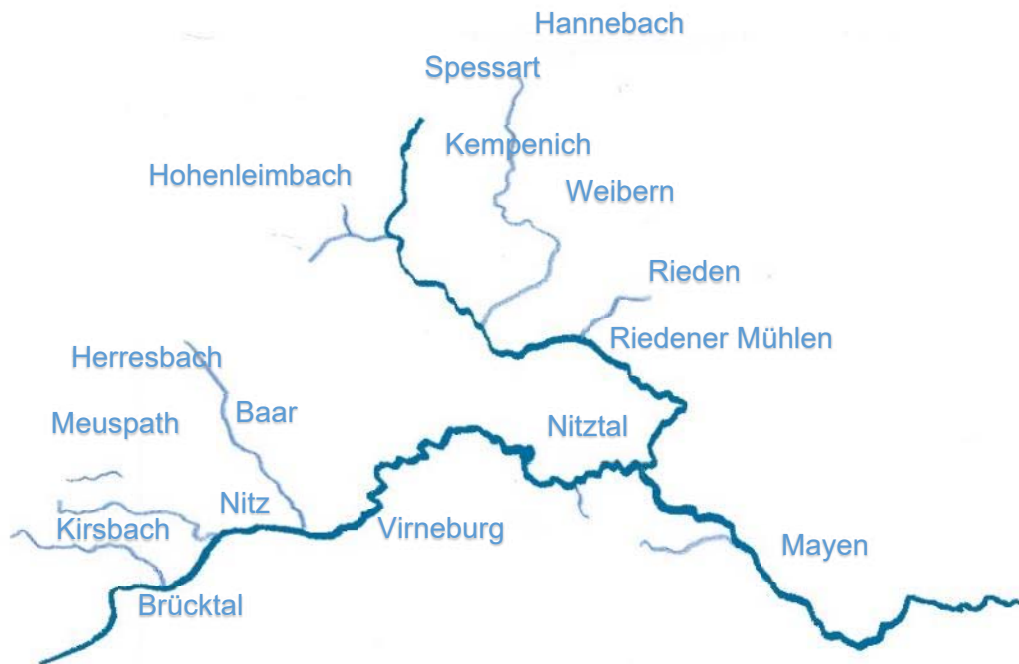 Hannebach
Spessart
Kempenich
Hohenleimbach
Weibern
Rieden
Riedener Mühlen
Herresbach
Meuspath
Baar
Nitztal
Nitz
Kirsbach
Virneburg
Mayen
Brücktal